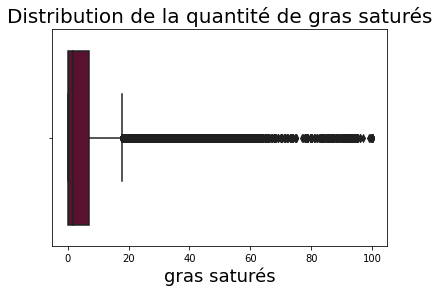 Distribution de la quantité de gras saturés
0 20 40 60 80 100
gras saturés